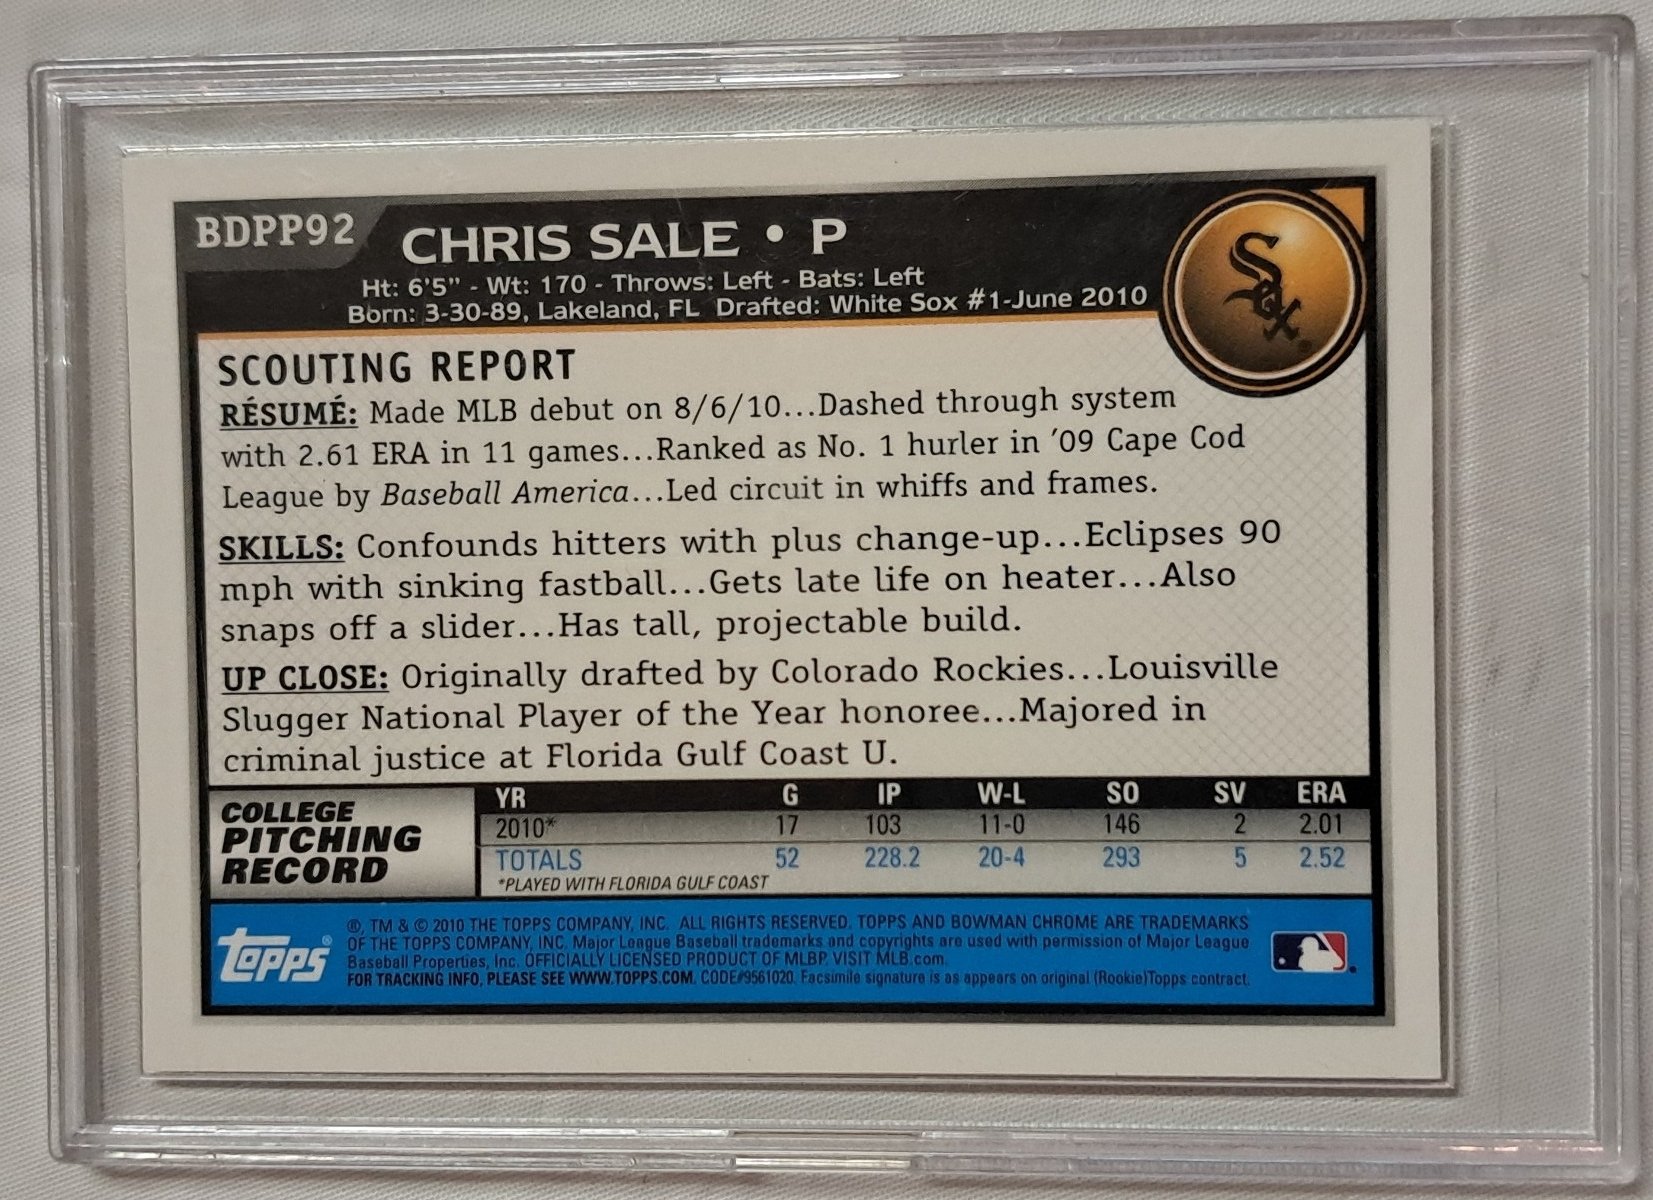 BDPP92
CHRIS SALE • P
Ht: 6'5" - Wt: 170 - Throws: Left - Bats: Left
Born: 3-30-89, Lakeland, FL Drafted: White Sox #1-June 2010
Sox
SCOUTING REPORT
RÉSUMÉ: Made MLB debut on 8/6/10...Dashed through system
with 2.61 ERA in 11 games...Ranked as No. 1 hurler in '09 Cape Cod
League by Baseball America...Led circuit in whiffs and frames.
SKILLS: Confounds hitters with plus change-up...Eclipses 90
mph with sinking fastball...Gets late life on heater...Also
snaps off a slider...Has tall, projectable build.
UP CLOSE: Originally drafted by Colorado Rockies...Louisville
Slugger National Player of the Year honoree...Majored in
criminal justice at Florida Gulf Coast U.
COLLEGE
PITCHING
RECORD
YR G IP W-L SO SV ERA
2010* 17 103 11-0 146 2 2.01
TOTALS 52 228.2 20-4 293 5 2.52
*PLAYED WITH FLORIDA GULF COAST
topps®
®, TM & © 2010 THE TOPPS COMPANY, INC. ALL RIGHTS RESERVED. TOPPS AND BOWMAN CHROME ARE TRADEMARKS
OF THE TOPPS COMPANY, INC. Major League Baseball trademarks and copyrights are used with permission of Major League
Baseball Properties, Inc. OFFICIALLY LICENSED PRODUCT OF MLBP. VISIT MLB.com.
FOR TRACKING INFO, PLEASE SEE WWW.TOPPS.COM. CODE#9561020. Facsimile signature is as appears on original (Rookie)Topps contract.